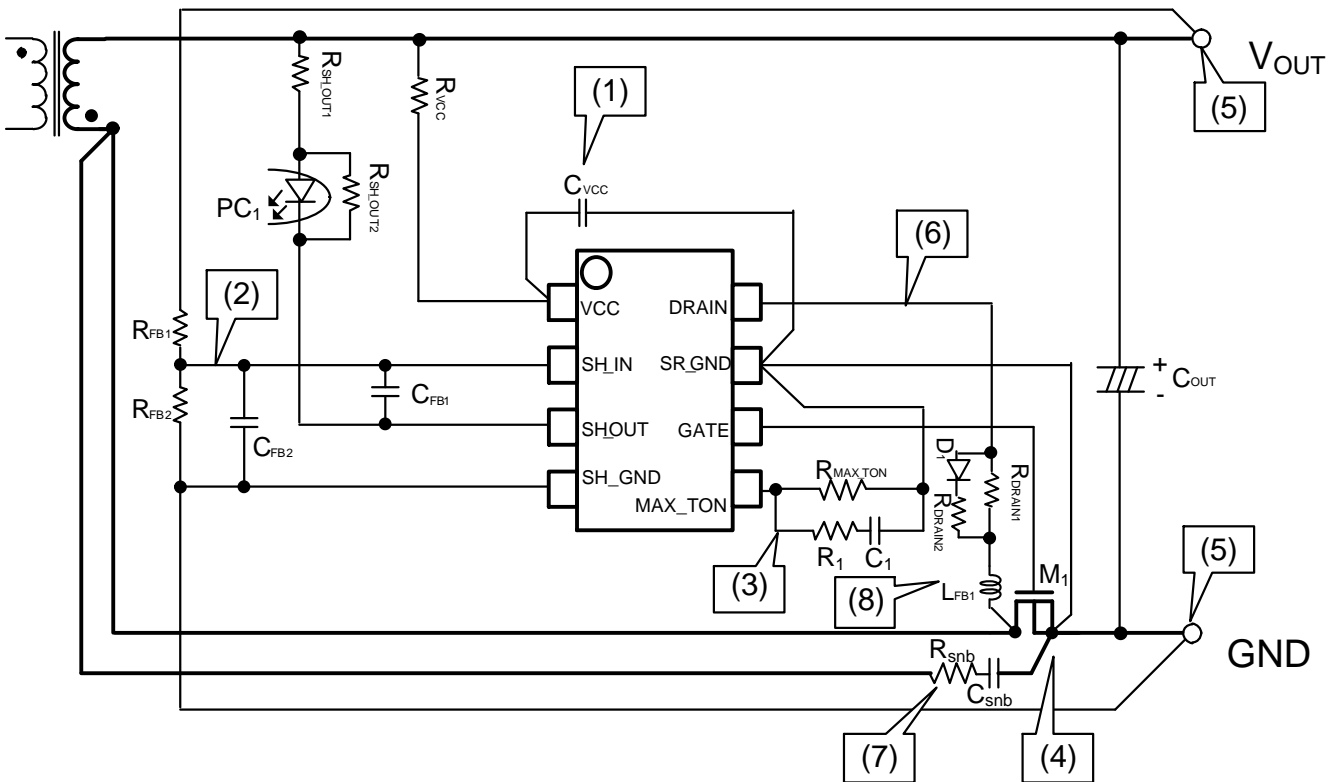 VOUT
(5)
RSH_OUT1
RVCC
(1)
RSH_OUT2
CVCC
PC1
(6)
(2)
VCC
DRAIN
RFB1
SH_IN
SR_GND
+
COUT
-
CFB1
RFB2
CFB2
SH_OUT
GATE
D1
RDRAIN1
RMAX_TON
SH_GND
MAX_TON
RDRAIN2
R1
C1
(3)
(5)
M1
(8)
LFB1
GND
Rsnb
Csnb
(7)
(4)